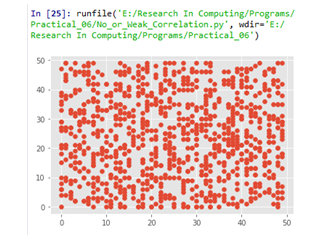 In [25]: runfile('E:/Research In Computing/Programs/
Practical_06/No_or_Weak_Correlation.py', wdir='E:/
Research In Computing/Programs/Practical_06')
50
40
30
20
10
0
0 10 20 30 40 50